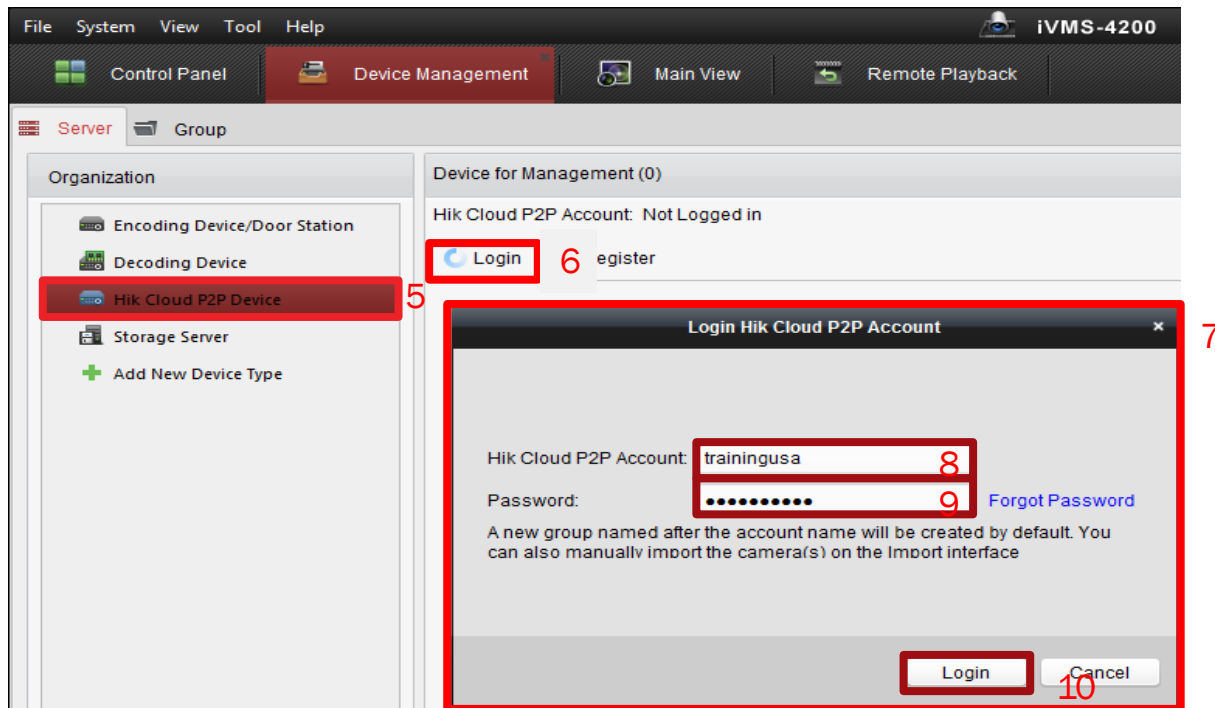 File System View Tool Help iVMS-4200
Control Panel Device Management Main View Remote Playback
Server Group
Organization
Encoding Device/Door Station
Decoding Device
Hik Cloud P2P Device 5
Storage Server
Add New Device Type
Device for Management (0)
Hik Cloud P2P Account: Not Logged in
Login 6 egister
Login Hik Cloud P2P Account × 7
Hik Cloud P2P Account: trainingusa 8
Password: ●●●●●●●●●● 9 Forgot Password
A new group named after the account name will be created by default. You
can also manually import the camera(s) on the Import interface
Login 10 Cancel